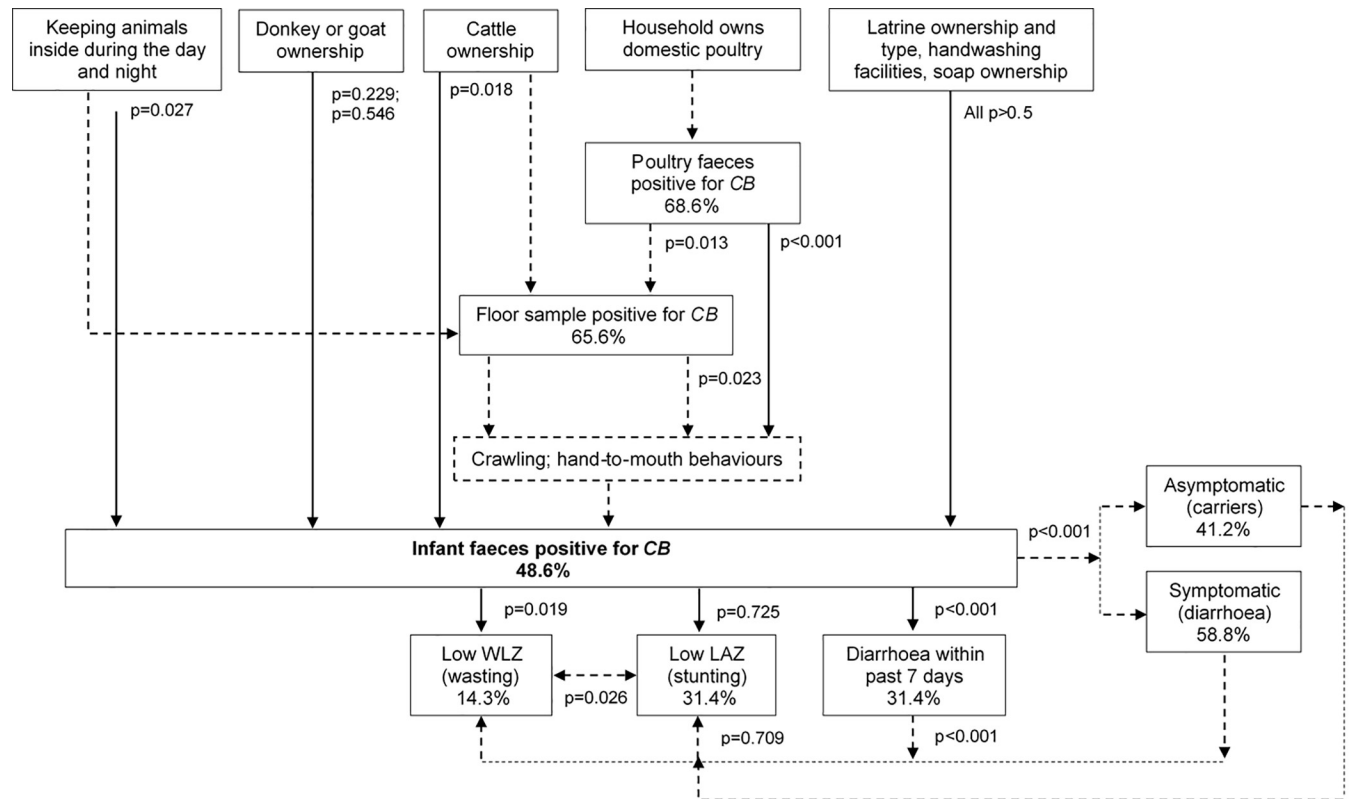 Keeping animals
inside during the day
and night
Donkey or goat
ownership
Cattle
ownership
Household owns
domestic poultry
Latrine ownership and
type, handwashing
facilities, soap ownership
p=0.027
p=0.229;
p=0.546
p=0.018
All p>0.5
Poultry faeces
positive for CB
68.6%
p=0.013
p<0.001
Floor sample positive for CB
65.6%
p=0.023
Crawling; hand-to-mouth behaviours
Infant faeces positive for CB
48.6%
p<0.001
Asymptomatic
(carriers)
41.2%
Symptomatic
(diarrhoea)
58.8%
p=0.019
p=0.725
p<0.001
Low WLZ
(wasting)
14.3%
p=0.026
Low LAZ
(stunting)
31.4%
Diarrhoea within
past 7 days
31.4%
p=0.709
p<0.001